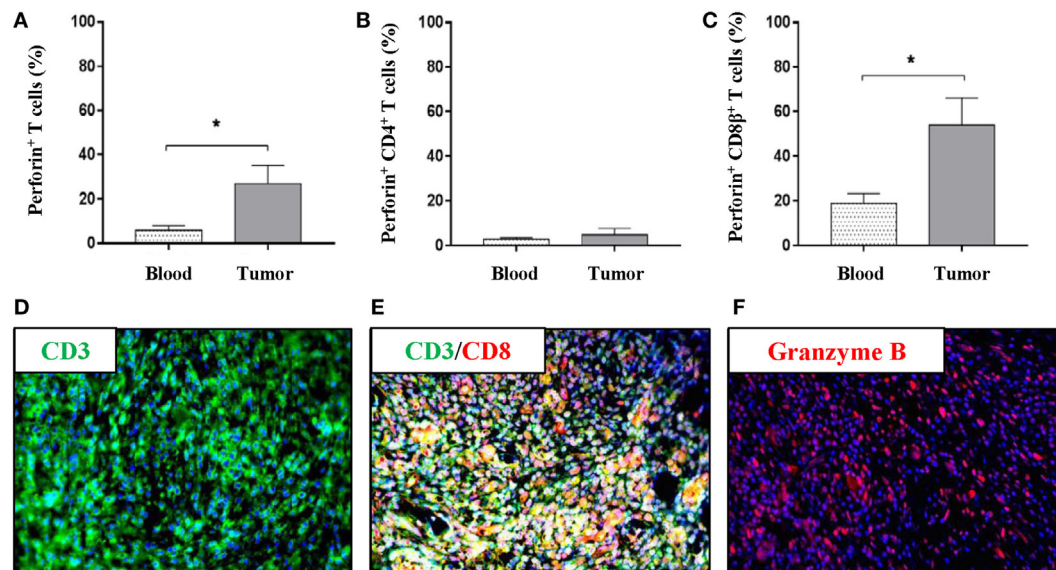 A
Perforin⁺ T cells (%)
100
80
60
40
20
0
*
Blood Tumor
B
Perforin⁺ CD4⁺ T cells (%)
100
80
60
40
20
0
Blood Tumor
C
Perforin⁺ CD8β⁺ T cells (%)
100
80
60
40
20
0
*
Blood Tumor
D
CD3
E
CD3/CD8
F
Granzyme B